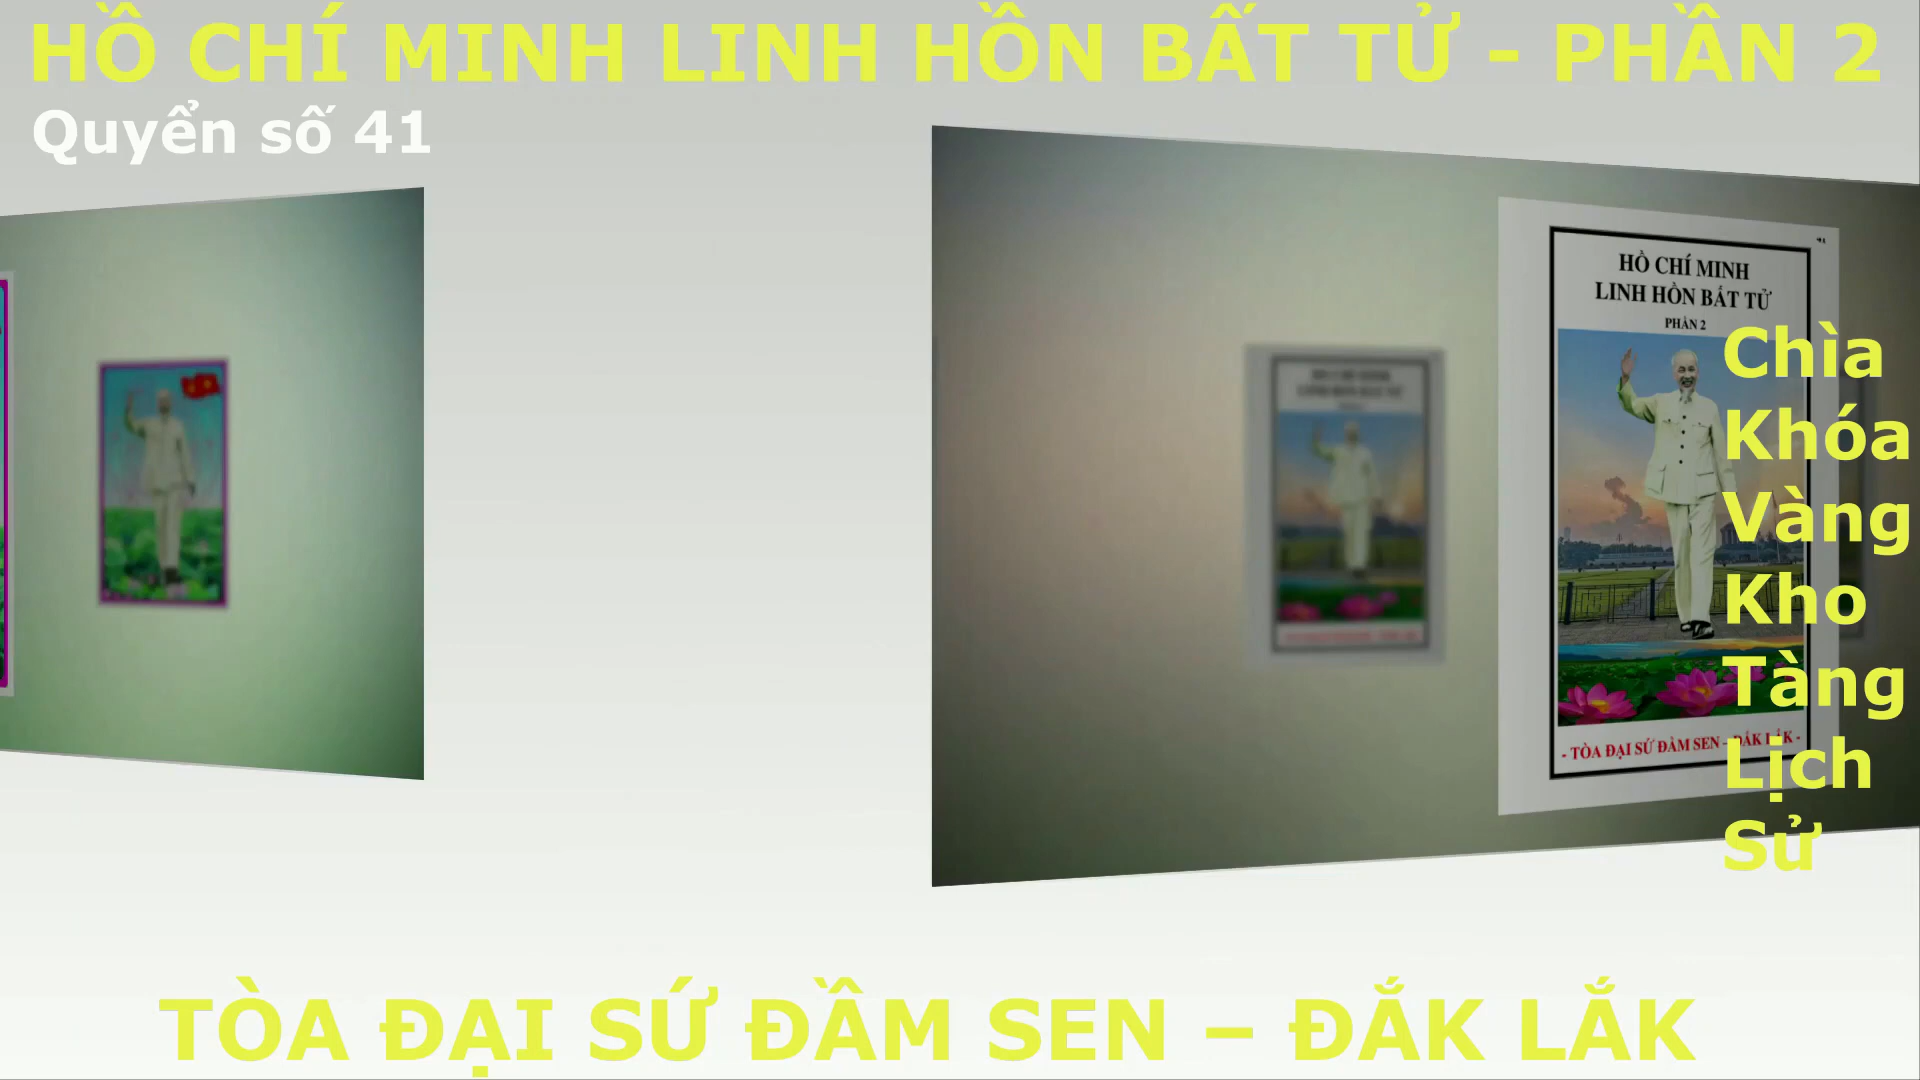 HỒ CHÍ MINH LINH HỒN BẤT TỬ - PHẦN 2
Quyển số 41
HỒ CHÍ MINH
LINH HỒN BẤT TỬ
PHẦN 2
- TÒA ĐẠI SỨ ĐẦM SEN – ĐẮK LẮK -
Chìa
Khóa
Vàng
Kho
Tàng
Lịch
Sử
TÒA ĐẠI SỨ ĐẦM SEN – ĐẮK LẮK